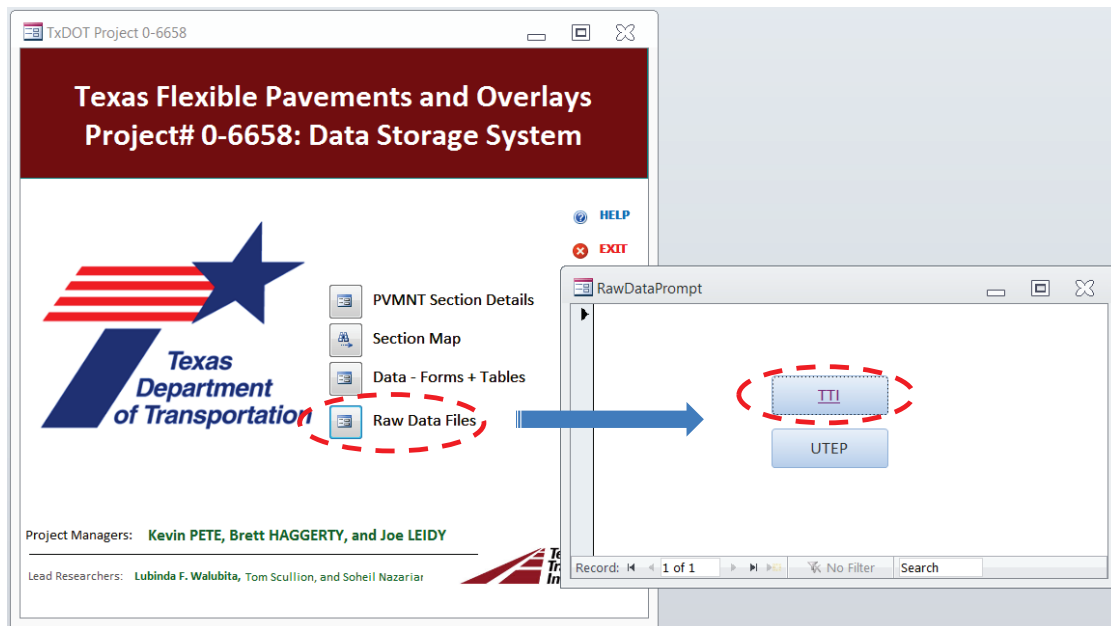 TxDOT Project 0-6658
Texas Flexible Pavements and Overlays
Project# 0-6658: Data Storage System
HELP
EXIT
PVMNT Section Details
Section Map
Data - Forms + Tables
Raw Data Files
Texas
Department
of Transportation
Project Managers: Kevin PETE, Brett HAGGERTY, and Joe LEIDY
Lead Researchers: Lubinda F. Walubita, Tom Scullion, and Soheil Nazarian
RawDataPrompt
TTI
UTEP
Record: 1 of 1 No Filter Search